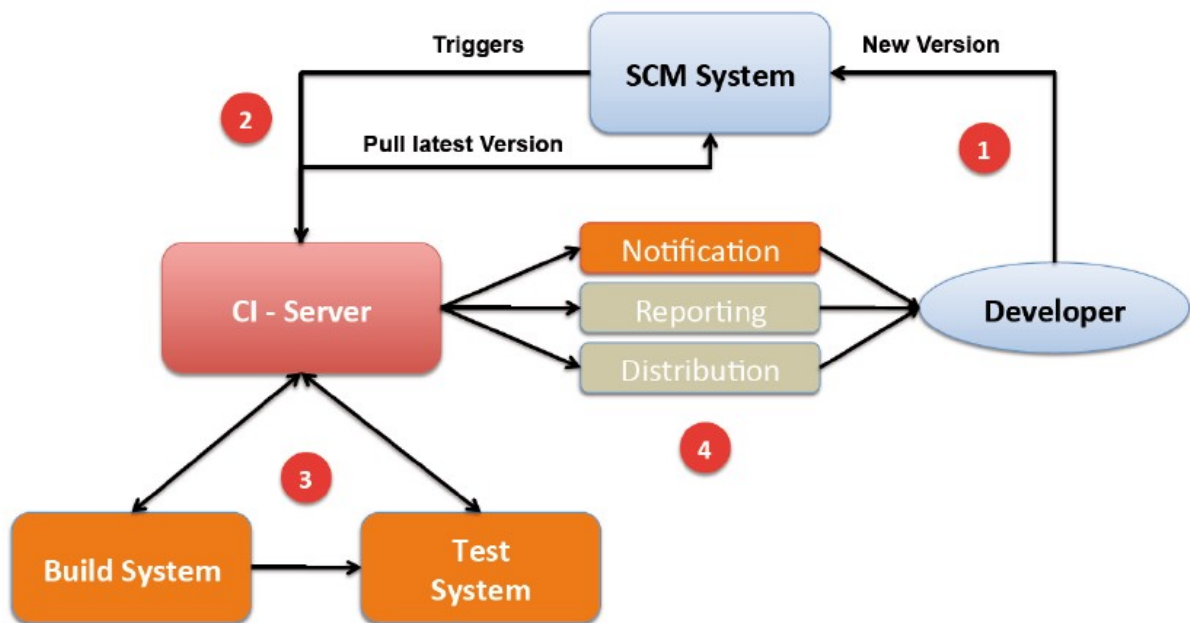 Triggers
New Version
SCM System
2
Pull latest Version
1
Notification
CI - Server
Reporting
Developer
Distribution
4
3
Build System
Test
System